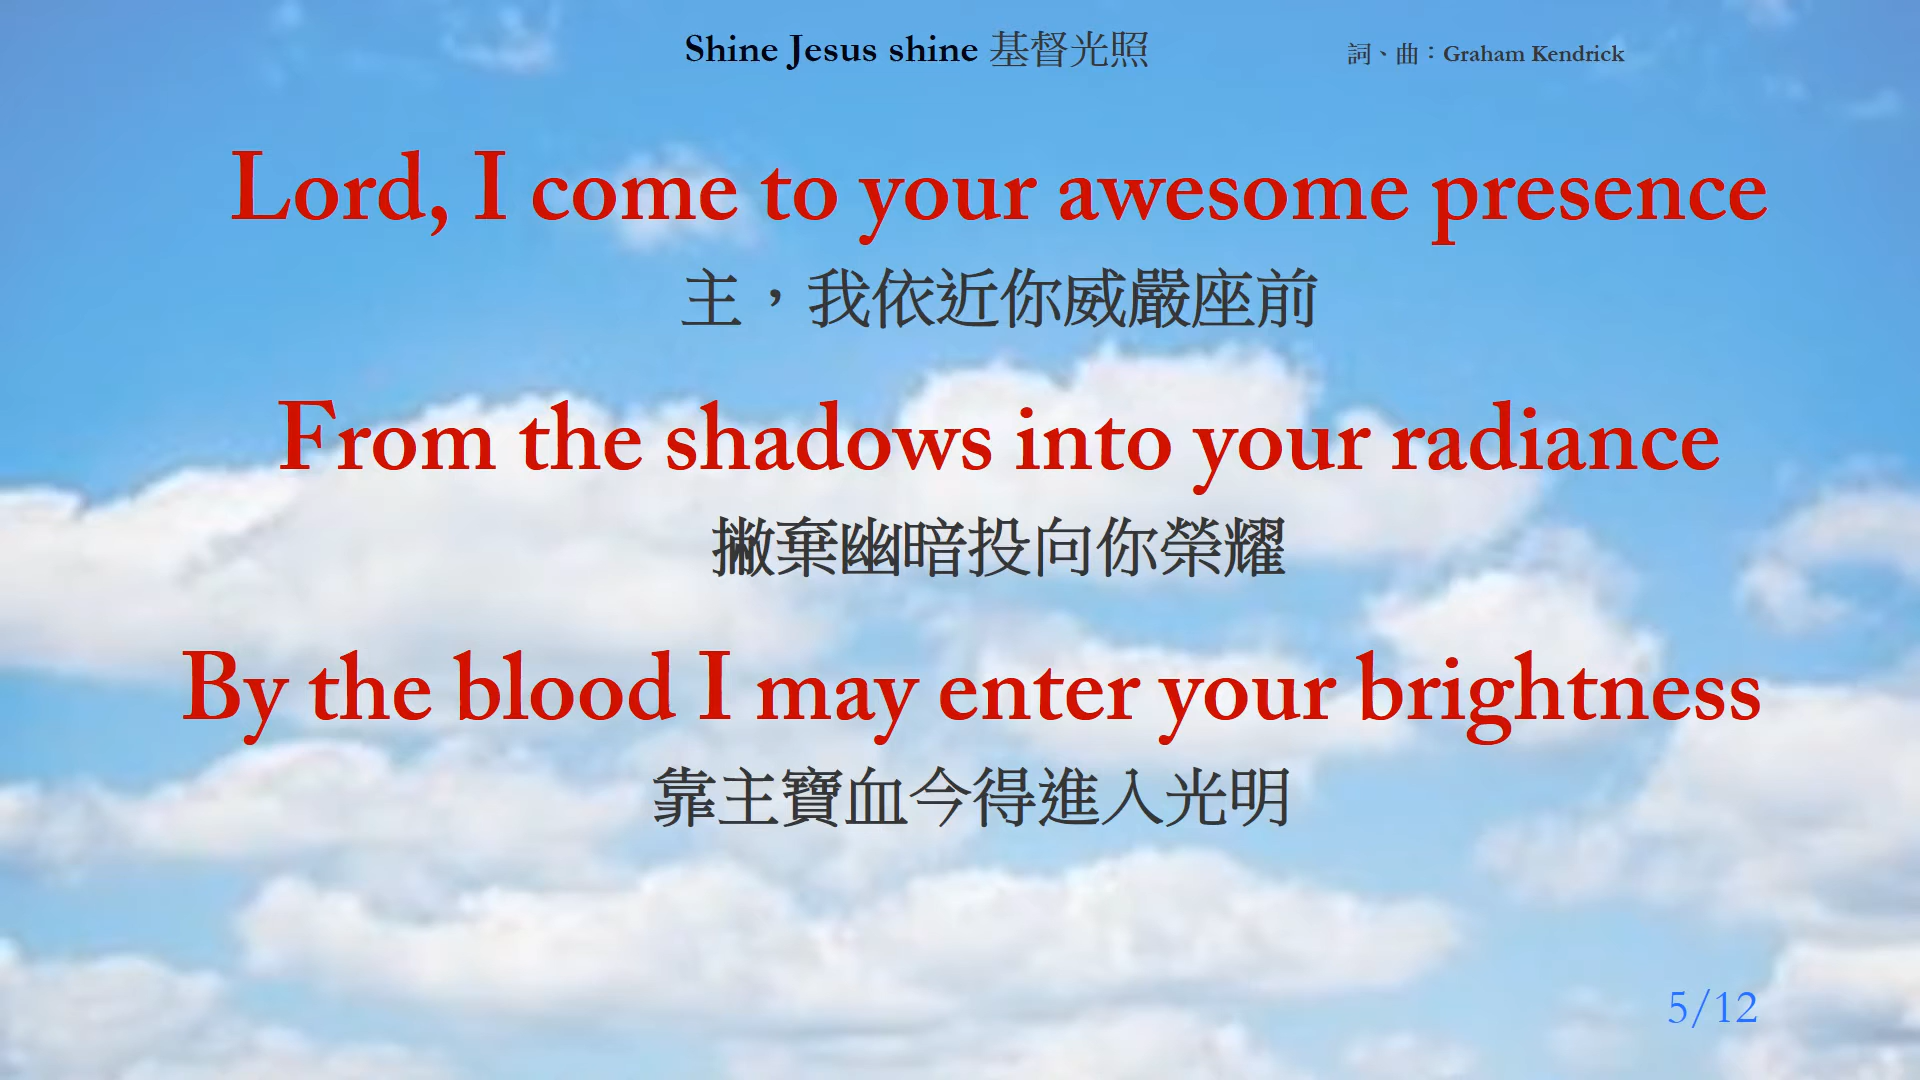 Shine Jesus shine 基督光照 詞、曲：Graham Kendrick
Lord, I come to your awesome presence
主，我依近你威嚴座前
From the shadows into your radiance
撇棄幽暗投向你榮耀
By the blood I may enter your brightness
靠主寶血今得進入光明
5/12